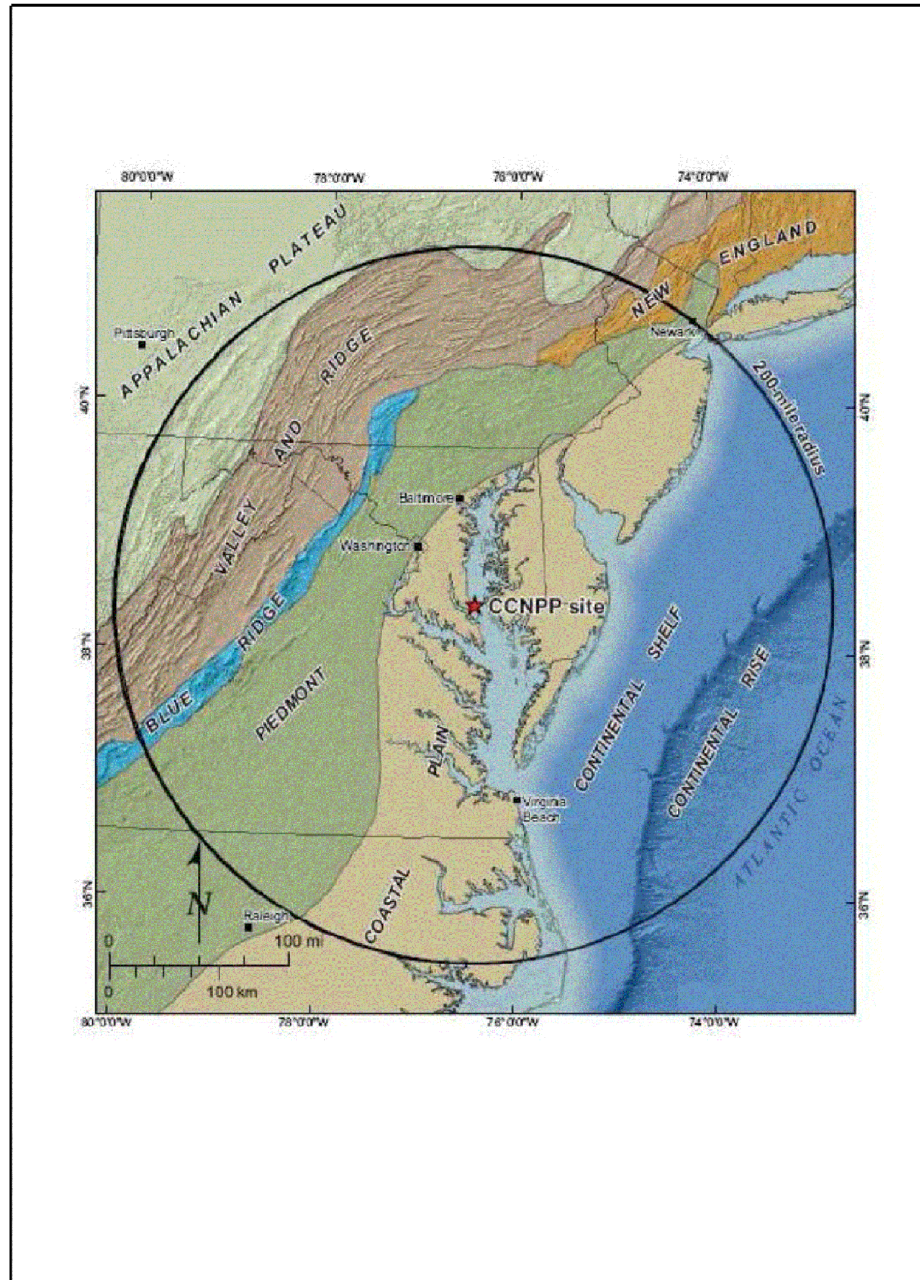 80°0'0"W 78°0'0"W 76°0'0"W 74°0'0"W
APPALACHIAN PLATEAU
NEW ENGLAND
Pittsburgh
Newark
VALLEY AND RIDGE
200-mile radius
40°N
40°N
Baltimore
Washington
CCNPP site
BLUE RIDGE
38°N
38°N
PIEDMONT
CONTINENTAL SHELF
CONTINENTAL RISE
COASTAL PLAIN
ATLANTIC OCEAN
Virginia
Beach
36°N
36°N
N
Raleigh
0 100 mi
0 100 km
80°0'0"W 78°0'0"W 76°0'0"W 74°0'0"W